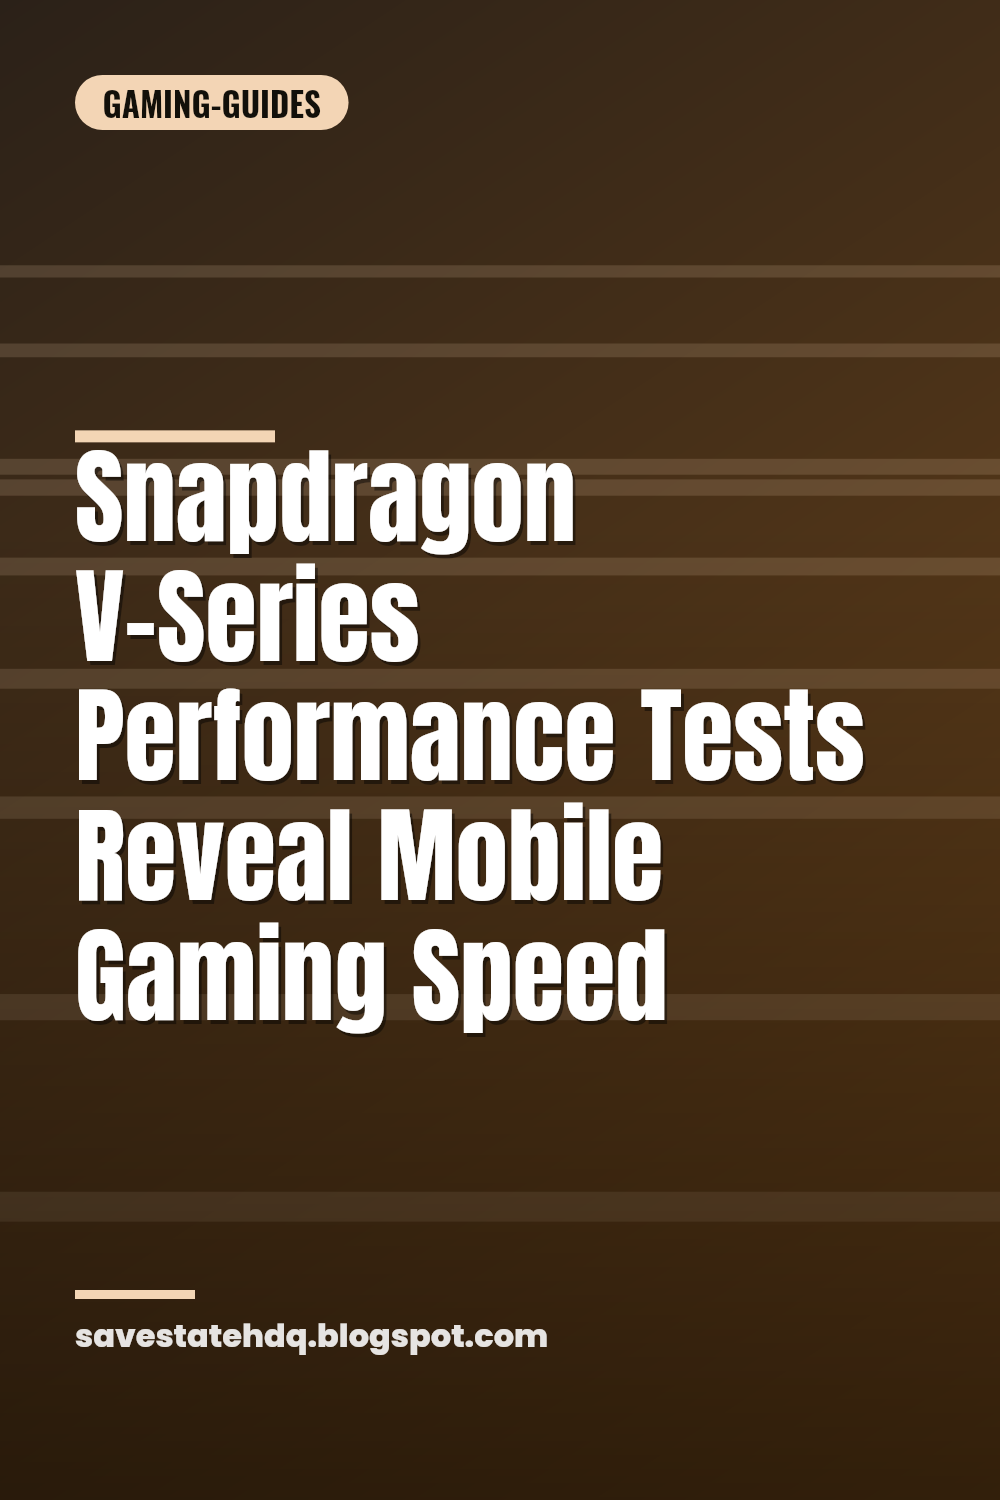 GAMING-GUIDES
Snapdragon
V-Series
Performance Tests
Reveal Mobile
Gaming Speed
savestatehdq.blogspot.com